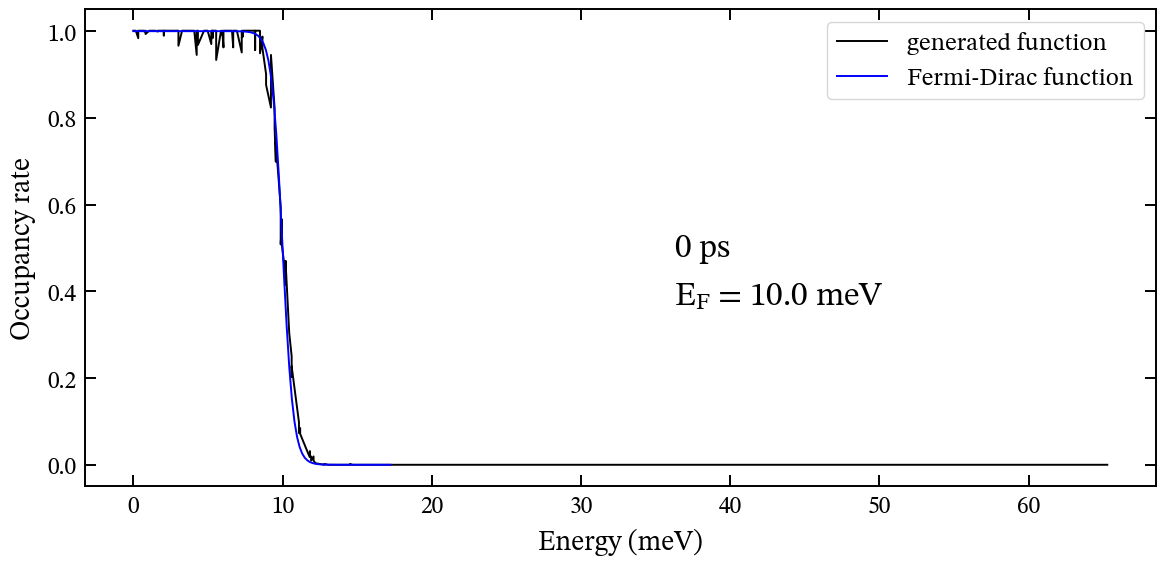 generated function
Fermi-Dirac function
Occupancy rate
1.0
0.8
0.6
0.4
0.2
0.0
0 ps
E_F = 10.0 meV
0 10 20 30 40 50 60
Energy (meV)